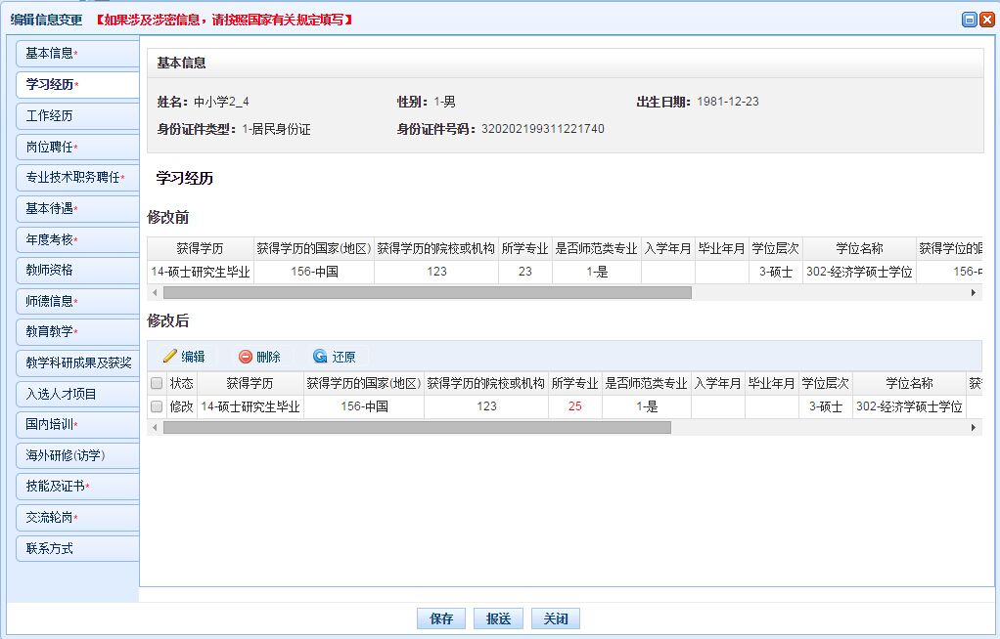 编辑信息变更 【如果涉及涉密信息，请按照国家有关规定填写】
基本信息*
学习经历*
工作经历
岗位聘任*
专业技术职务聘任*
基本待遇*
年度考核*
教师资格
师德信息*
教育教学*
教学科研成果及获奖
入选人才项目
国内培训*
海外研修(访学)
技能及证书*
交流轮岗*
联系方式
基本信息
姓名：中小学2_4 性别：1-男 出生日期：1981-12-23
身份证件类型：1-居民身份证 身份证件号码：320202199311221740
学习经历
修改前
获得学历 获得学历的国家(地区) 获得学历的院校或机构 所学专业 是否师范类专业 入学年月 毕业年月 学位层次 学位名称 获得学位的国
14-硕士研究生毕业 156-中国 123 23 1-是 3-硕士 302-经济学硕士学位 156-中
修改后
编辑 删除 还原
状态 获得学历 获得学历的国家(地区) 获得学历的院校或机构 所学专业 是否师范类专业 入学年月 毕业年月 学位层次 学位名称 获
修改 14-硕士研究生毕业 156-中国 123 25 1-是 3-硕士 302-经济学硕士学位
保存 报送 关闭